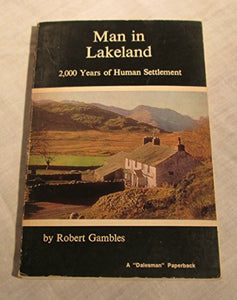 Man in
Lakeland
2,000 Years of Human Settlement
by Robert Gambles
A "Dalesman" Paperback